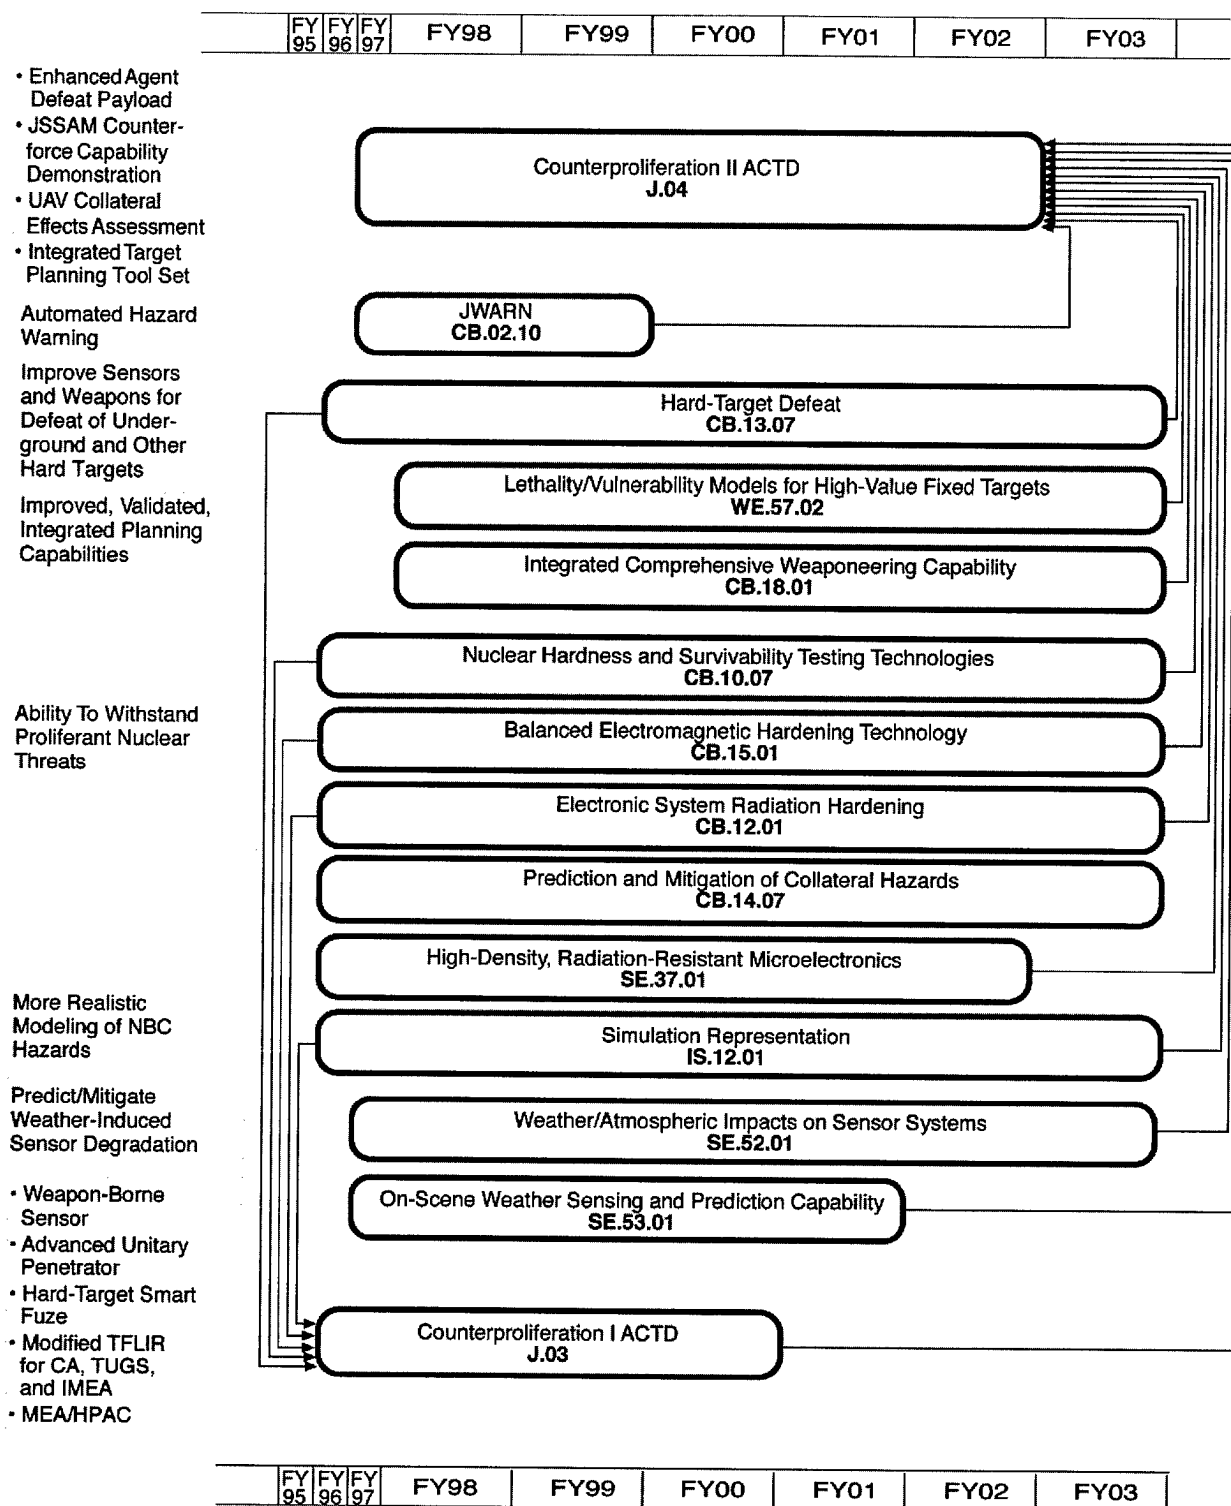 FY 95 FY 96 FY 97 FY98 FY99 FY00 FY01 FY02 FY03
• Enhanced Agent
Defeat Payload
• JSSAM Counter-
force Capability
Demonstration
• UAV Collateral
Effects Assessment
• Integrated Target
Planning Tool Set
Counterproliferation II ACTD
J.04
Automated Hazard
Warning
JWARN
CB.02.10
Improve Sensors
and Weapons for
Defeat of Under-
ground and Other
Hard Targets
Hard-Target Defeat
CB.13.07
Improved, Validated,
Integrated Planning
Capabilities
Lethality/Vulnerability Models for High-Value Fixed Targets
WE.57.02
Integrated Comprehensive Weaponeering Capability
CB.18.01
Nuclear Hardness and Survivability Testing Technologies
CB.10.07
Ability To Withstand
Proliferant Nuclear
Threats
Balanced Electromagnetic Hardening Technology
CB.15.01
Electronic System Radiation Hardening
CB.12.01
Prediction and Mitigation of Collateral Hazards
CB.14.07
High-Density, Radiation-Resistant Microelectronics
SE.37.01
More Realistic
Modeling of NBC
Hazards
Simulation Representation
IS.12.01
Predict/Mitigate
Weather-Induced
Sensor Degradation
Weather/Atmospheric Impacts on Sensor Systems
SE.52.01
On-Scene Weather Sensing and Prediction Capability
SE.53.01
• Weapon-Borne
Sensor
• Advanced Unitary
Penetrator
• Hard-Target Smart
Fuze
• Modified TFLIR
for CA, TUGS,
and IMEA
• MEA/HPAC
Counterproliferation I ACTD
J.03
FY 95 FY 96 FY 97 FY98 FY99 FY00 FY01 FY02 FY03